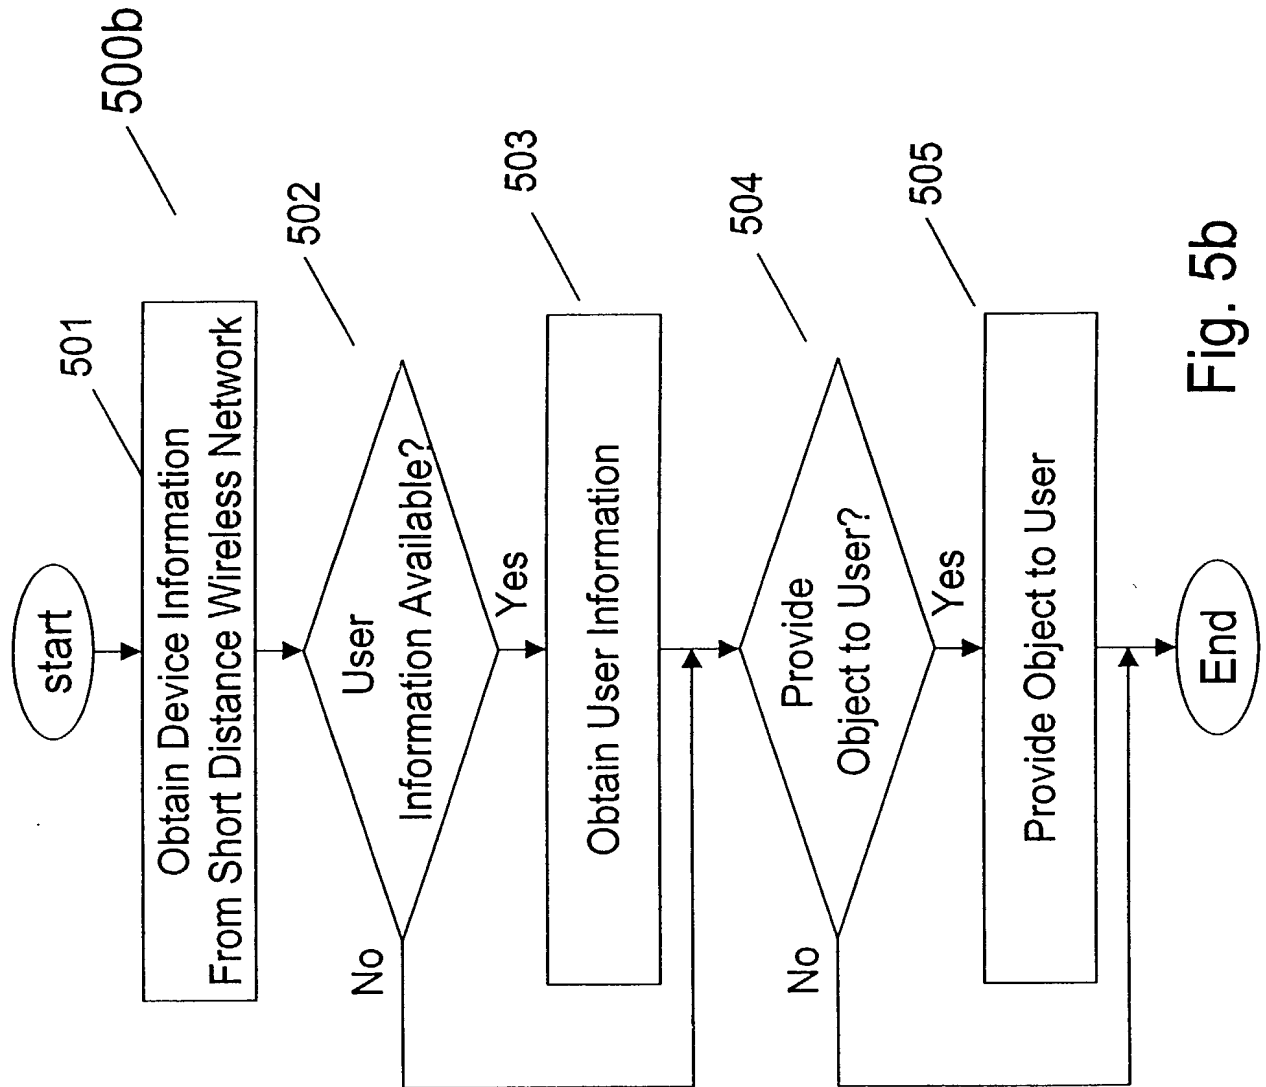 500b
start
501
Obtain Device Information
From Short Distance Wireless Network
502
User
Information Available?
No
Yes
503
Obtain User Information
504
Provide
Object to User?
No
Yes
505
Provide Object to User
End
Fig. 5b